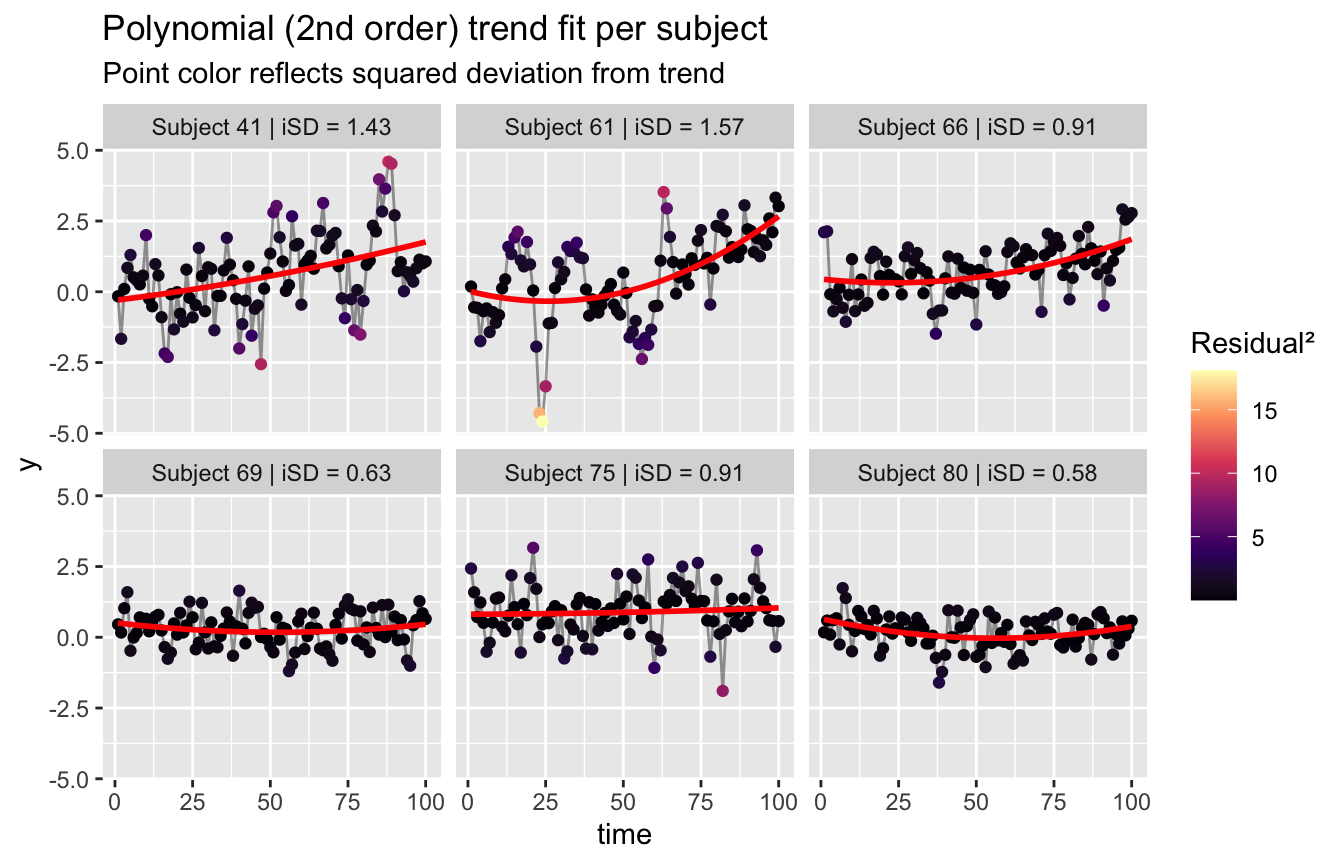 Polynomial (2nd order) trend fit per subject
Point color reflects squared deviation from trend
Subject 41 | iSD = 1.43
Subject 61 | iSD = 1.57
Subject 66 | iSD = 0.91
5.0
2.5
0.0
-2.5
-5.0
y
Subject 69 | iSD = 0.63
Subject 75 | iSD = 0.91
Subject 80 | iSD = 0.58
5.0
2.5
0.0
-2.5
-5.0
0 25 50 75 100
0 25 50 75 100
0 25 50 75 100
time
Residual²
15
10
5